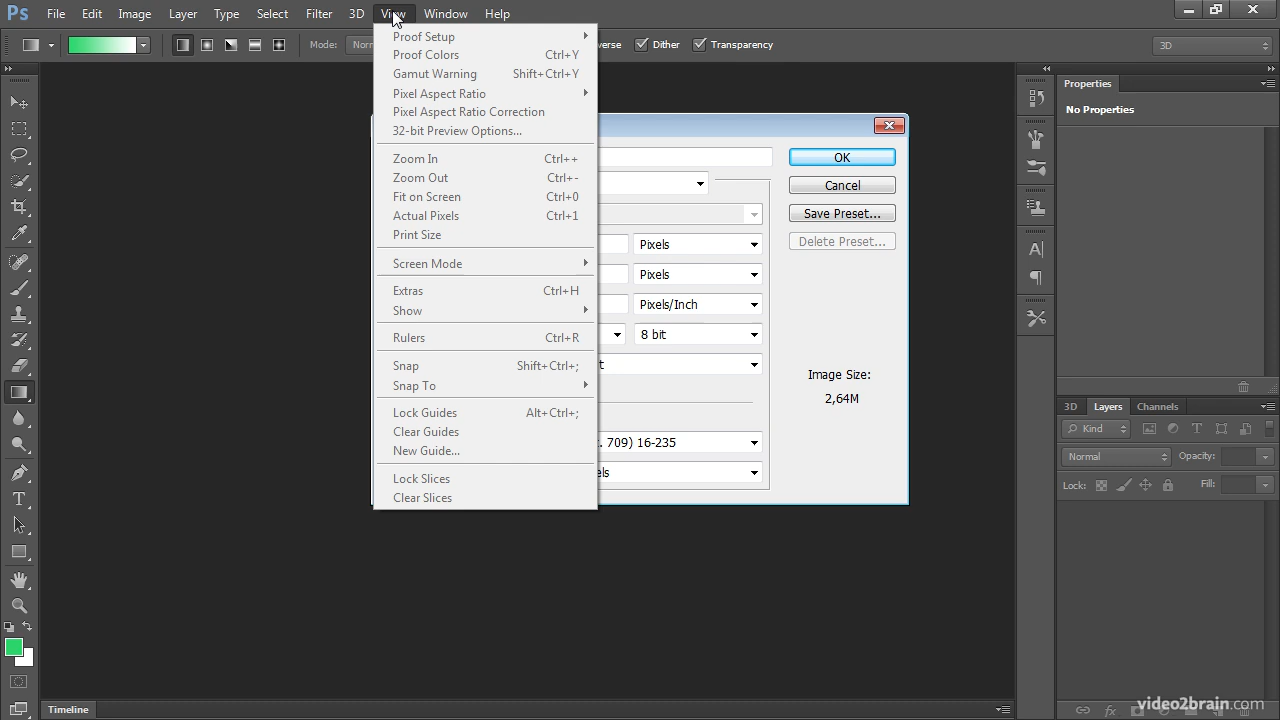 Ps File Edit Image Layer Type Select Filter 3D View Window Help
Mode: Dither Transparency 3D
Proof Setup
Proof Colors Ctrl+Y
Gamut Warning Shift+Ctrl+Y
Pixel Aspect Ratio
Pixel Aspect Ratio Correction
32-bit Preview Options...
Zoom In Ctrl++
Zoom Out Ctrl+-
Fit on Screen Ctrl+0
Actual Pixels Ctrl+1
Print Size
Screen Mode
Extras Ctrl+H
Show
Rulers Ctrl+R
Snap Shift+Ctrl+;
Snap To
Lock Guides Alt+Ctrl+;
Clear Guides
New Guide...
Lock Slices
Clear Slices
OK
Cancel
Save Preset...
Delete Preset...
Pixels
Pixels
Pixels/Inch
8 bit
Image Size:
2,64M
709) 16-235
Properties
No Properties
3D Layers Channels
Kind
Normal Opacity:
Lock: Fill:
Timeline
video2brain.com